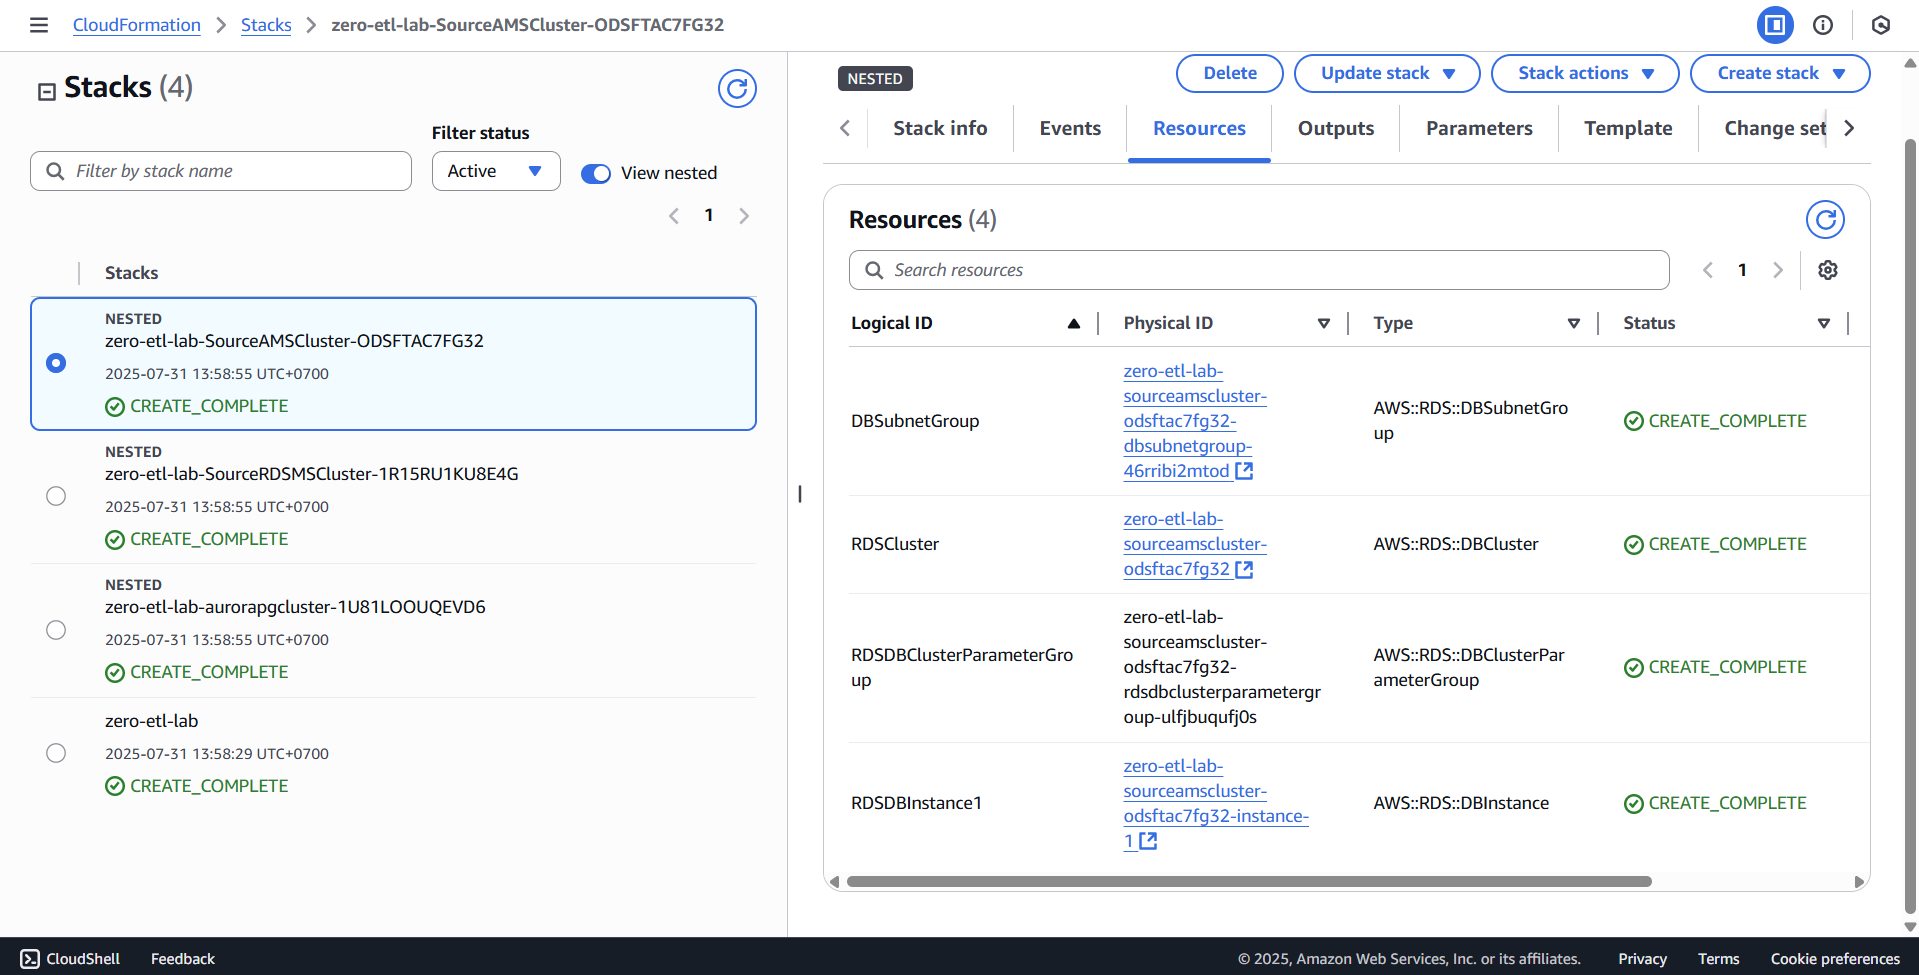 CloudFormation
Stacks
zero-etl-lab-SourceAMSCluster-ODSFTAC7FG32
Stacks (4)
Filter status
Filter by stack name
Active
View nested
1
Stacks
NESTED
zero-etl-lab-SourceAMSCluster-ODSFTAC7FG32
2025-07-31 13:58:55 UTC+0700
CREATE_COMPLETE
NESTED
zero-etl-lab-SourceRDSMSCluster-1R15RU1KU8E4G
2025-07-31 13:58:55 UTC+0700
CREATE_COMPLETE
NESTED
zero-etl-lab-aurorapgcluster-1U81LOOUQEVD6
2025-07-31 13:58:55 UTC+0700
CREATE_COMPLETE
zero-etl-lab
2025-07-31 13:58:29 UTC+0700
CREATE_COMPLETE
NESTED
Delete
Update stack
Stack actions
Create stack
Stack info
Events
Resources
Outputs
Parameters
Template
Change set
Resources (4)
Search resources
1
Logical ID
Physical ID
Type
Status
DBSubnetGroup
zero-etl-lab-
sourceamscluster-
odsftac7fg32-
dbsubnetgroup-
46rribi2mtod
AWS::RDS::DBSubnetGro
up
CREATE_COMPLETE
RDSCluster
zero-etl-lab-
sourceamscluster-
odsftac7fg32
AWS::RDS::DBCluster
CREATE_COMPLETE
RDSDBClusterParameterGro
up
zero-etl-lab-
sourceamscluster-
odsftac7fg32-
rdsdbclusterparametergr
oup-ulfjbuqufj0s
AWS::RDS::DBClusterPar
ameterGroup
CREATE_COMPLETE
RDSDBInstance1
zero-etl-lab-
sourceamscluster-
odsftac7fg32-instance-
1
AWS::RDS::DBInstance
CREATE_COMPLETE
CloudShell
Feedback
© 2025, Amazon Web Services, Inc. or its affiliates.
Privacy
Terms
Cookie preferences